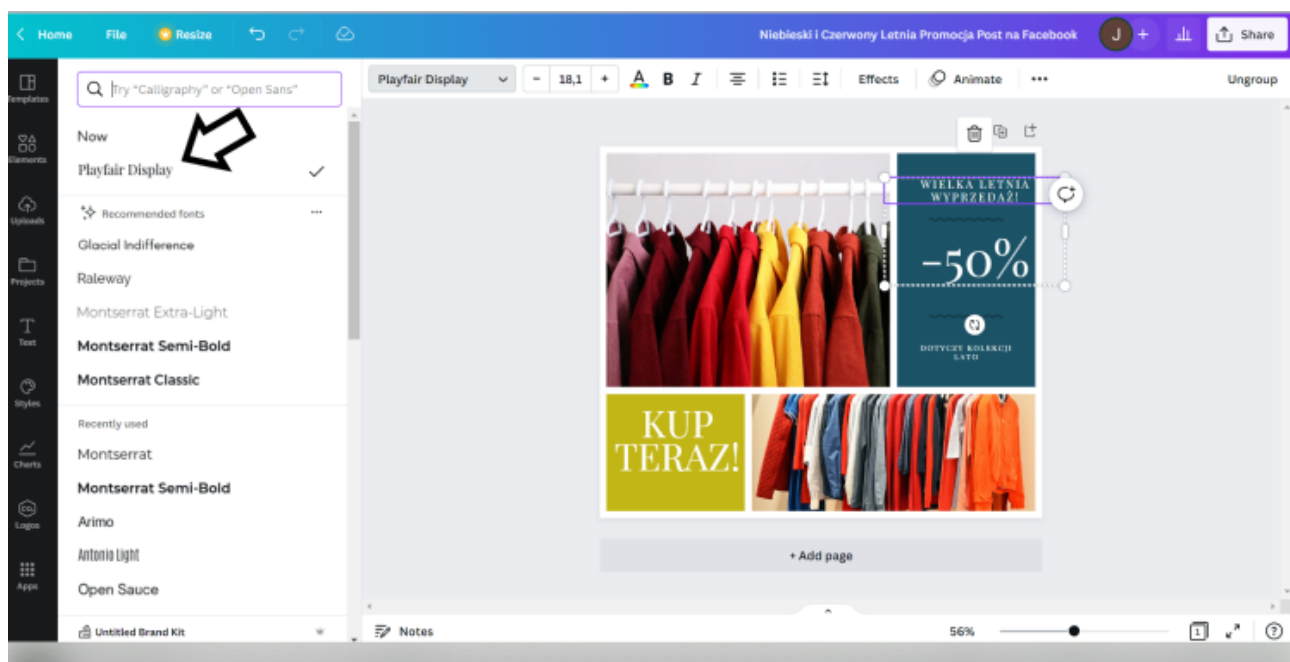 Home File Resize Niebieski i Czerwony Letnia Promocja Post na Facebook J + Share
Templates
Elements
Uploads
Projects
Text
Styles
Charts
Logos
Apps
Try "Calligraphy" or "Open Sans"
Now
Playfair Display
Recommended fonts
Glacial Indifference
Raleway
Montserrat Extra-Light
Montserrat Semi-Bold
Montserrat Classic
Recently used
Montserrat
Montserrat Semi-Bold
Arimo
Antonio Light
Open Sauce
Untitled Brand Kit
Playfair Display - 18,1 + A B I Effects Animate ... Ungroup
WIELKA LETNIA
WYPRZEDAŻ!
-50%
DOTYCZY KOLEKCJI
LATO
KUP
TERAZ!
+ Add page
Notes 56% 1 ?